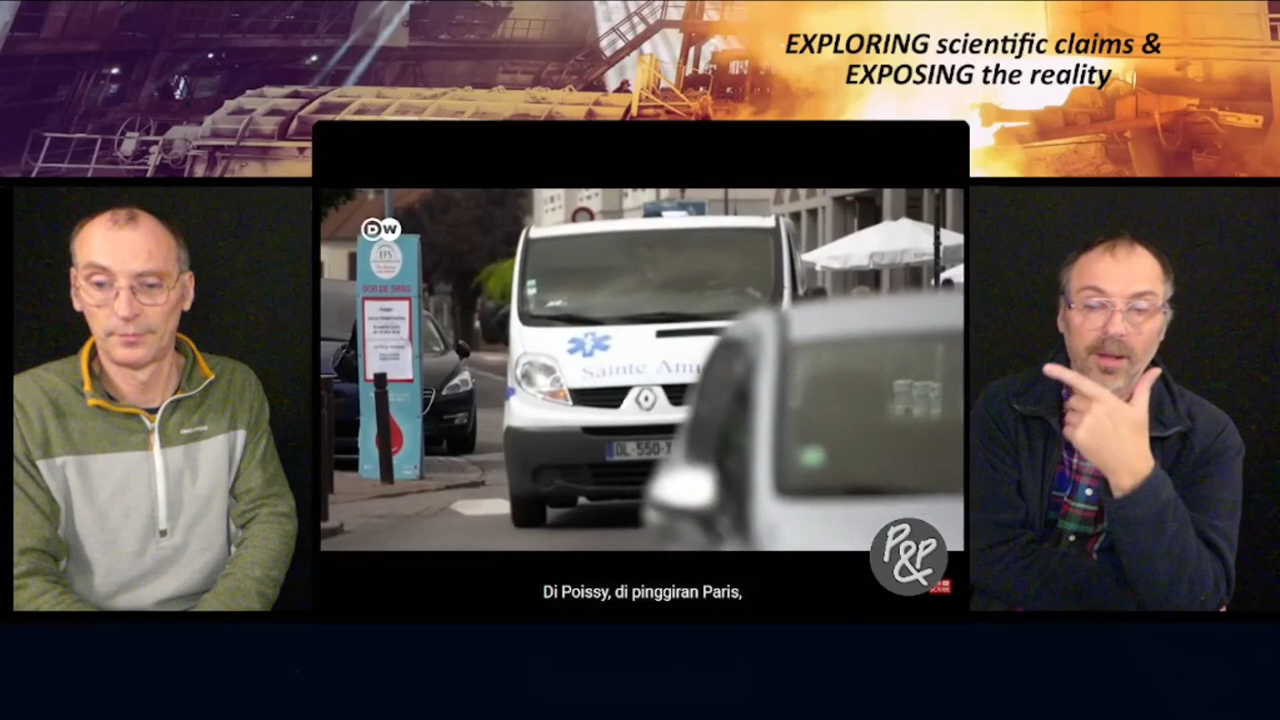 EXPLORING scientific claims &
EXPOSING the reality
DW
EFS
DON DE SANG
Sainte
DL-550
P&P
Di Poissy, di pinggiran Paris,